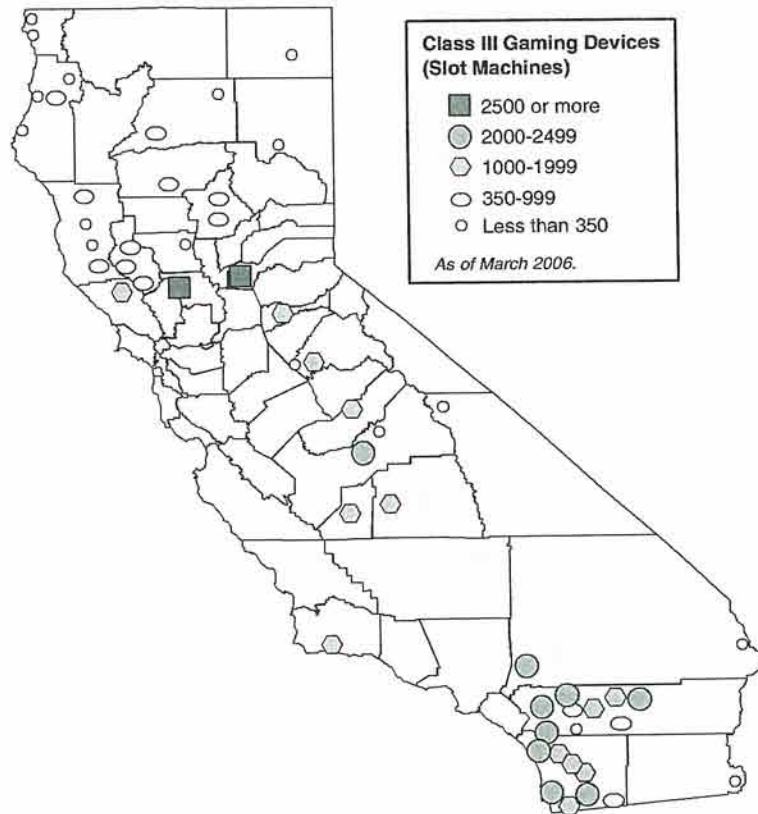 Class III Gaming Devices
(Slot Machines)
2500 or more
2000-2499
1000-1999
350-999
Less than 350
As of March 2006.